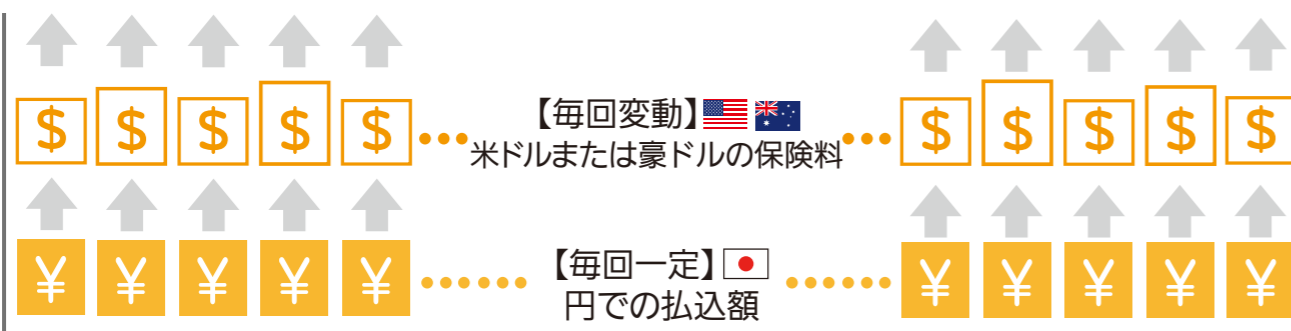 $ $ $ $ $ 【毎回変動】 $ $ $ $ $
米ドルまたは豪ドルの保険料
¥ ¥ ¥ ¥ ¥ 【毎回一定】 ¥ ¥ ¥ ¥ ¥
円での払込額